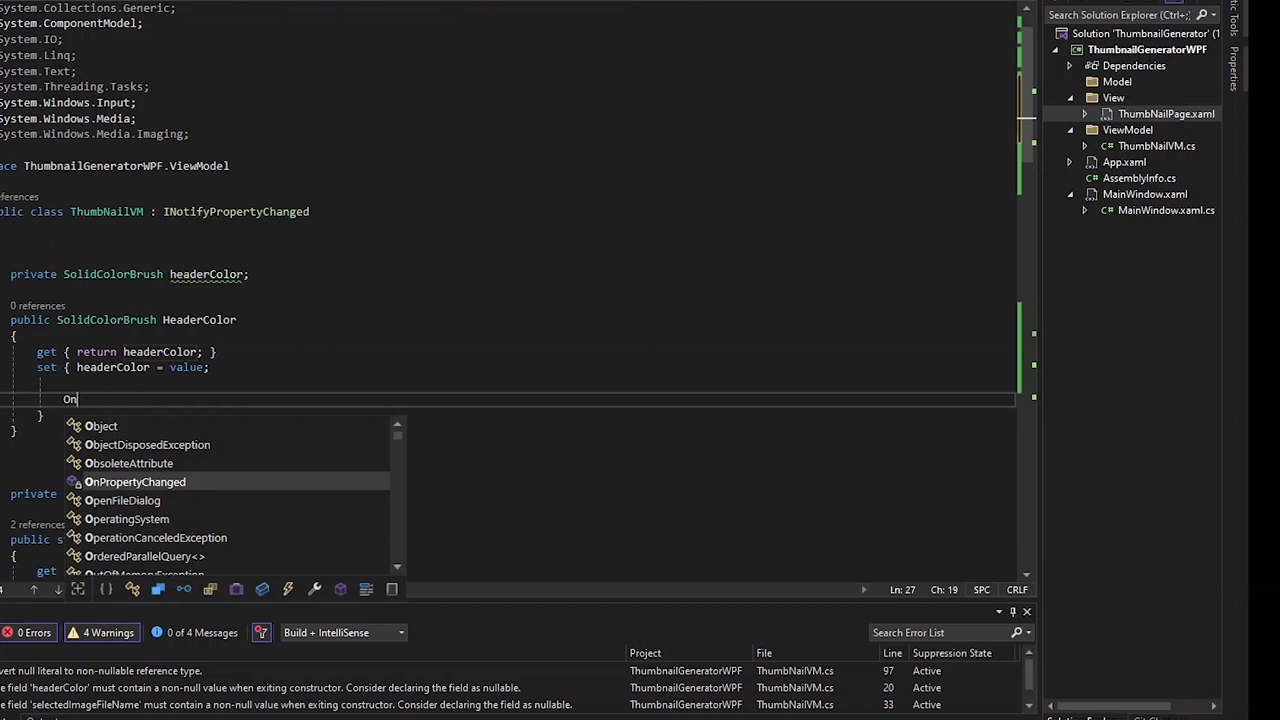 System.Collections.Generic;
System.ComponentModel;
System.IO;
System.Linq;
System.Text;
System.Threading.Tasks;
System.Windows.Input;
System.Windows.Media;
System.Windows.Media.Imaging;
ace ThumbnailGeneratorWPF.ViewModel
eferences
blic class ThumbNailVM : INotifyPropertyChanged
private SolidColorBrush headerColor;
0 references
public SolidColorBrush HeaderColor
{
get { return headerColor; }
set { headerColor = value;
On
}
}
Object
ObjectDisposedException
ObsoleteAttribute
OnPropertyChanged
OpenFileDialog
OperatingSystem
OperationCanceledException
OrderedParallelQuery<>
OutOfMemoryException
private
2 references
public s
{
get
Ln: 27 Ch: 19 SPC CRLF
0 Errors 4 Warnings 0 of 4 Messages Build + IntelliSense Search Error List
Project File Line Suppression State
vert null literal to non-nullable reference type. ThumbnailGeneratorWPF ThumbNailVM.cs 97 Active
e field 'headerColor' must contain a non-null value when exiting constructor. Consider declaring the field as nullable. ThumbnailGeneratorWPF ThumbNailVM.cs 20 Active
e field 'selectedImageFileName' must contain a non-null value when exiting constructor. Consider declaring the field as nullable. ThumbnailGeneratorWPF ThumbNailVM.cs 33 Active
Search Solution Explorer (Ctrl+;)
Solution 'ThumbnailGenerator' (1
ThumbnailGeneratorWPF
Dependencies
Model
View
ThumbNailPage.xaml
ViewModel
ThumbNailVM.cs
App.xaml
AssemblyInfo.cs
MainWindow.xaml
MainWindow.xaml.cs
tic Tools
Properties